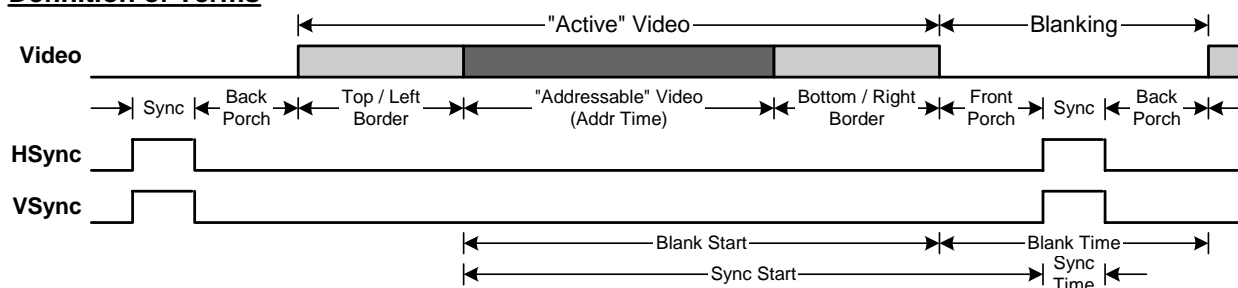 Definition of Terms
"Active" Video
Blanking
Video
Sync
Back
Porch
Top / Left
Border
"Addressable" Video
(Addr Time)
Bottom / Right
Border
Front
Porch
Sync
Back
Porch
HSync
VSync
Blank Start
Blank Time
Sync Start
Sync
Time